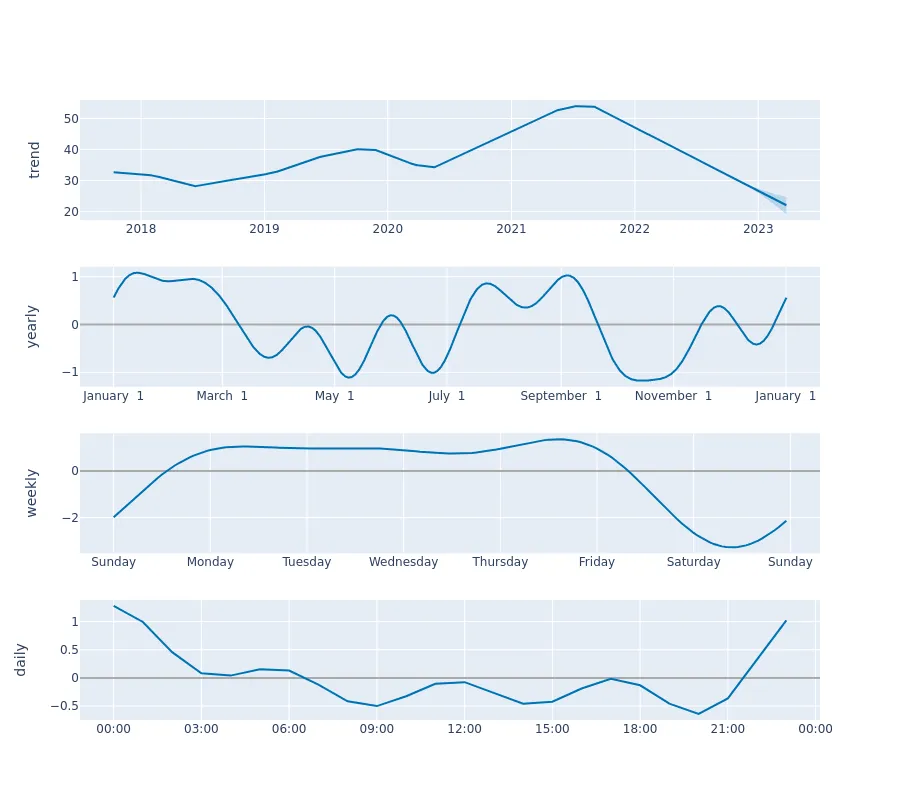 trend
50
40
30
20
2018 2019 2020 2021 2022 2023
yearly
1
0
−1
January 1 March 1 May 1 July 1 September 1 November 1 January 1
weekly
0
−2
Sunday Monday Tuesday Wednesday Thursday Friday Saturday Sunday
daily
1
0.5
0
−0.5
00:00 03:00 06:00 09:00 12:00 15:00 18:00 21:00 00:00